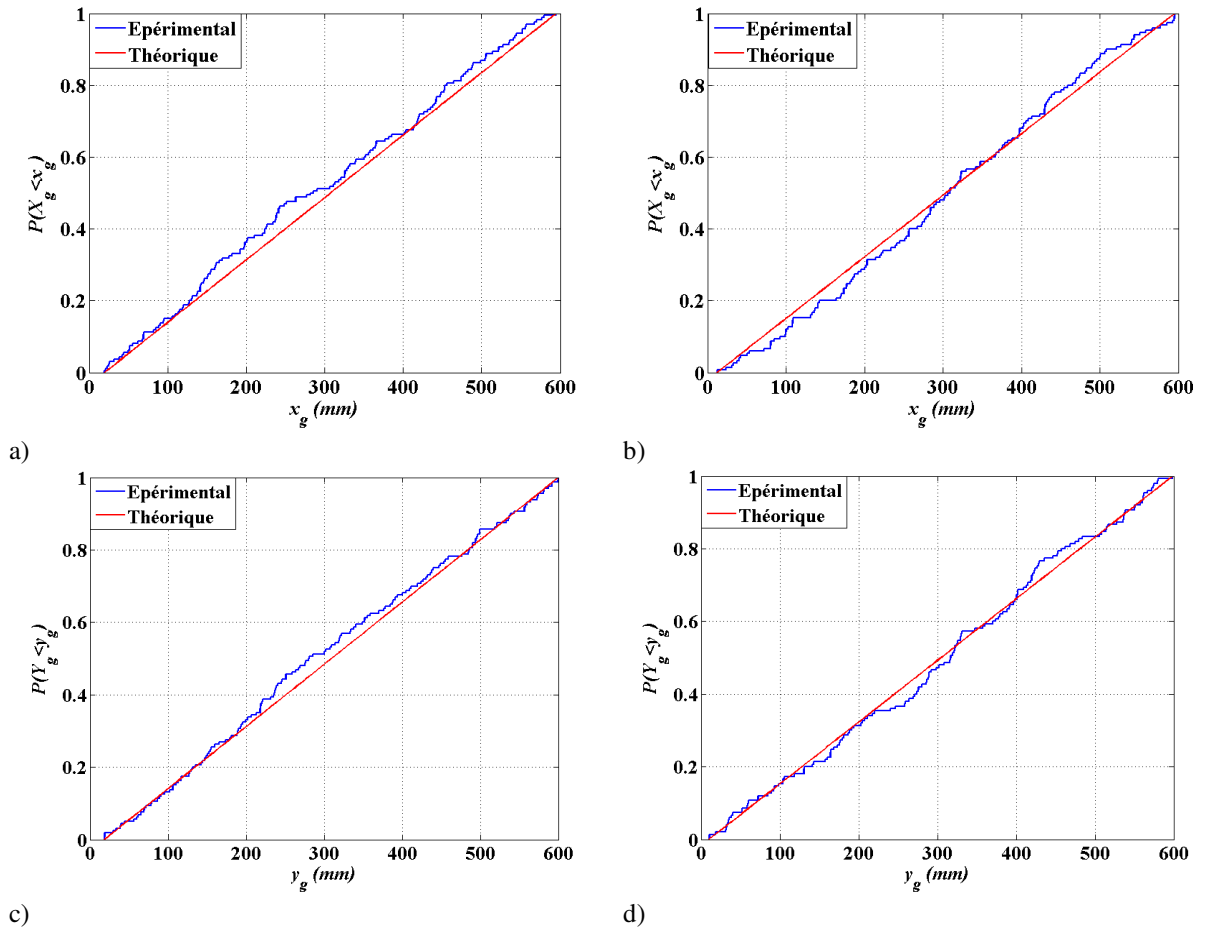 Epérimental
Théorique
P(X_g <x_g)
1
0.8
0.6
0.4
0.2
0
0 100 200 300 400 500 600
x_g (mm)
a)
Epérimental
Théorique
P(X_g <x_g)
1
0.8
0.6
0.4
0.2
0
0 100 200 300 400 500 600
x_g (mm)
b)
Epérimental
Théorique
P(Y_g <y_g)
1
0.8
0.6
0.4
0.2
0
0 100 200 300 400 500 600
y_g (mm)
c)
Epérimental
Théorique
P(Y_g <y_g)
1
0.8
0.6
0.4
0.2
0
0 100 200 300 400 500 600
y_g (mm)
d)